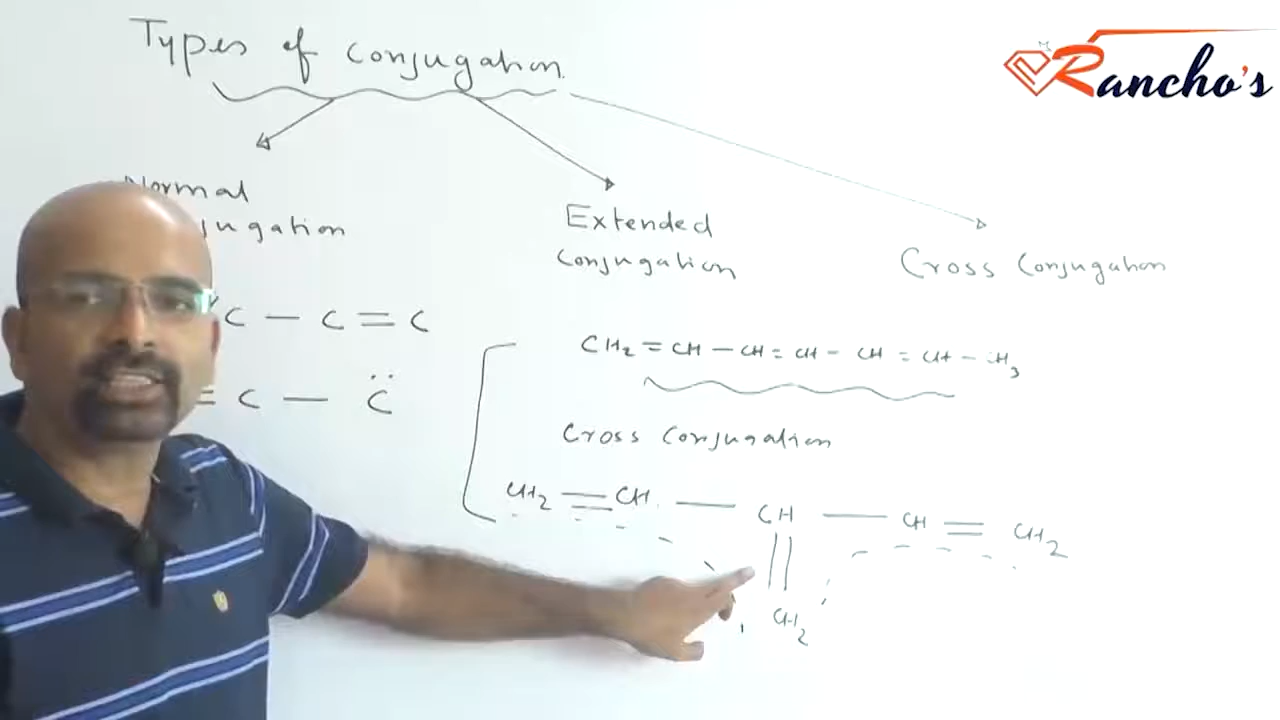 Types of Conjugation
Rancho's
Normal
jugation
Extended
Conjugation
Cross Conjugation
C — C = C
= C — C̈
CH₂ = CH — CH = CH — CH = CH — CH₃
Cross Conjugation
CH₂ = CH — CH — CH = CH₂
||
CH₂